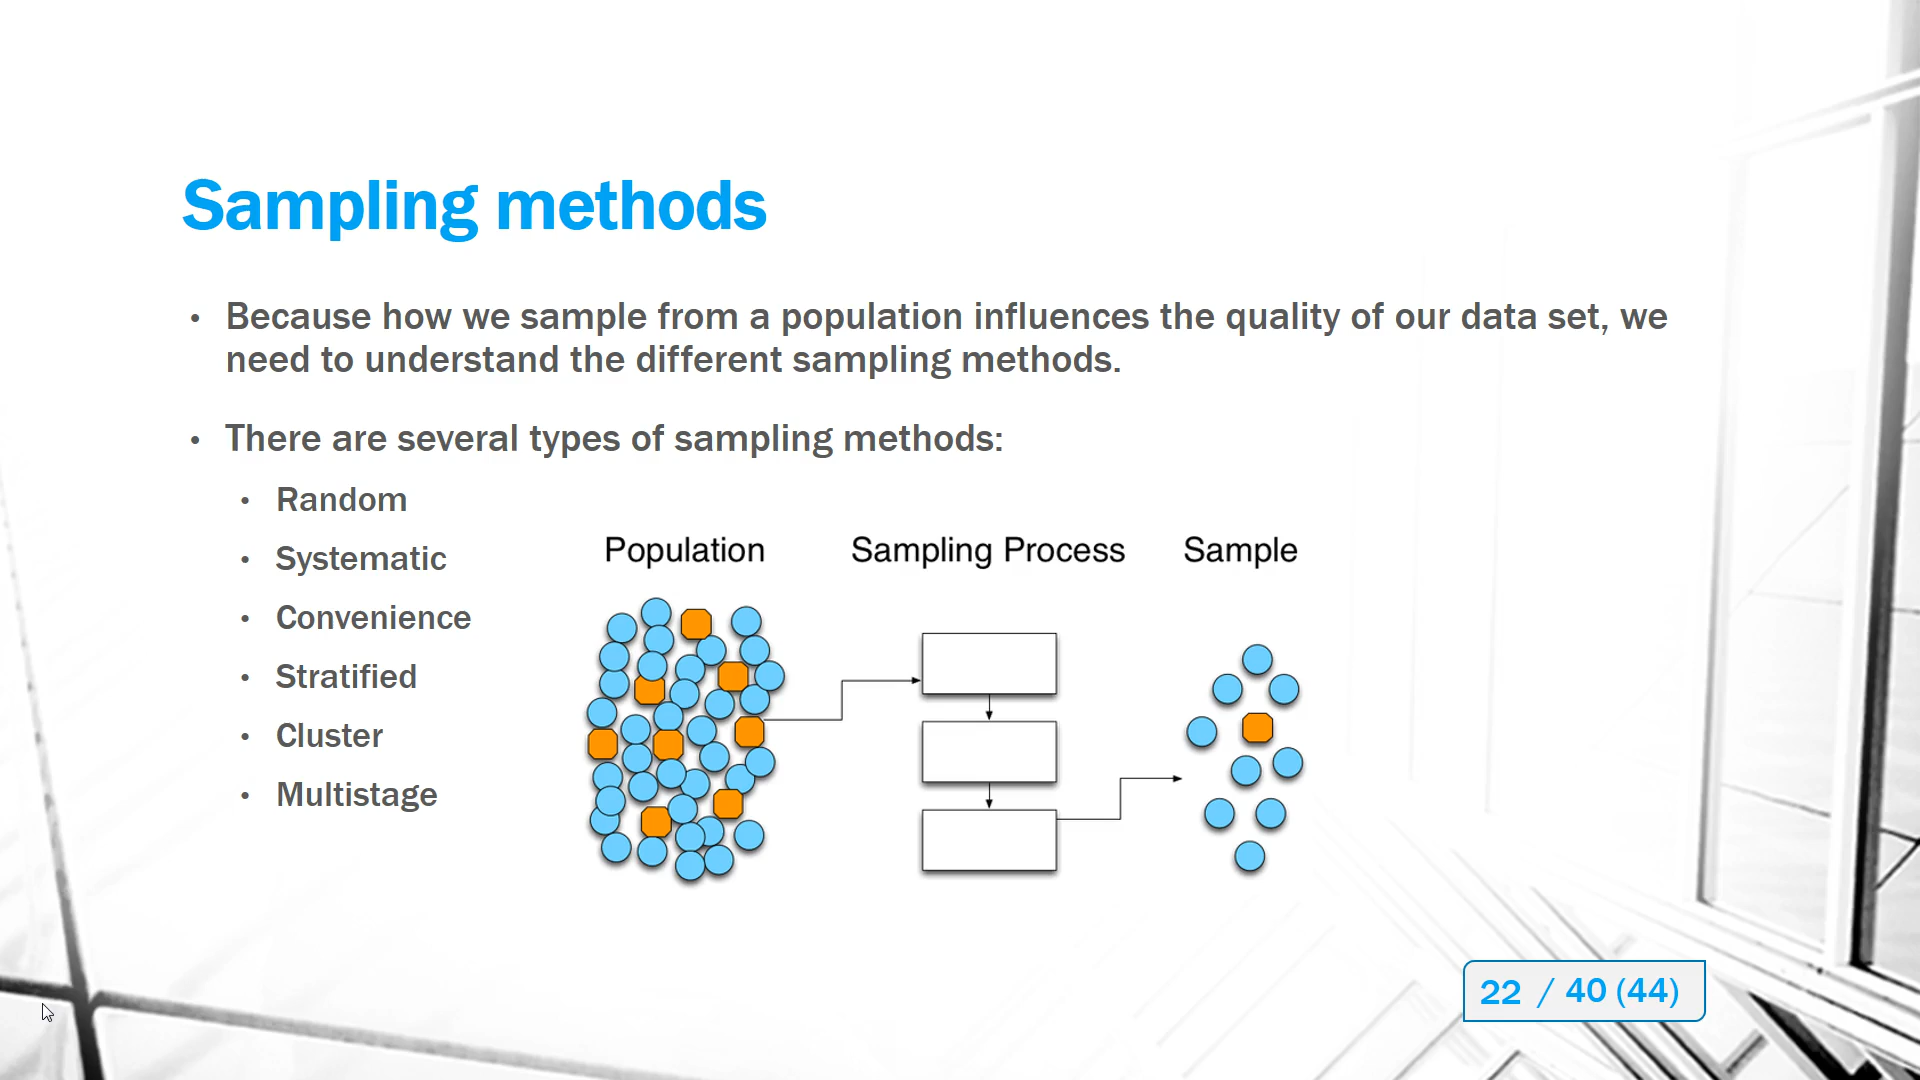 Sampling methods
• Because how we sample from a population influences the quality of our data set, we
need to understand the different sampling methods.
• There are several types of sampling methods:
• Random
• Systematic
• Convenience
• Stratified
• Cluster
• Multistage
Population
Sampling Process
Sample
22 / 40 (44)